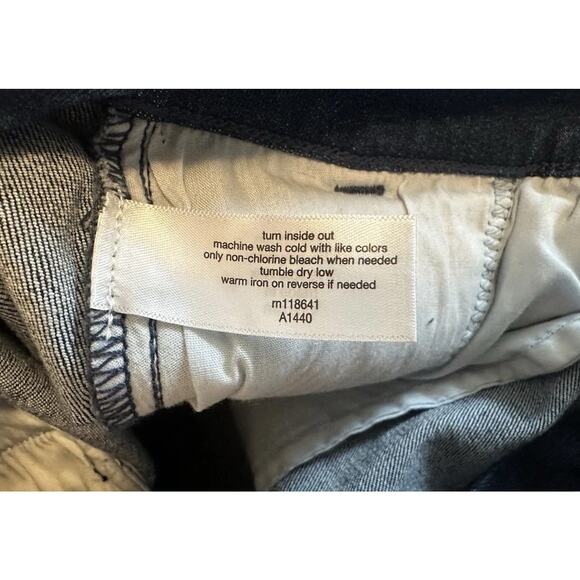 turn inside out
machine wash cold with like colors
only non-chlorine bleach when needed
tumble dry low
warm iron on reverse if needed
rn118641
A1440